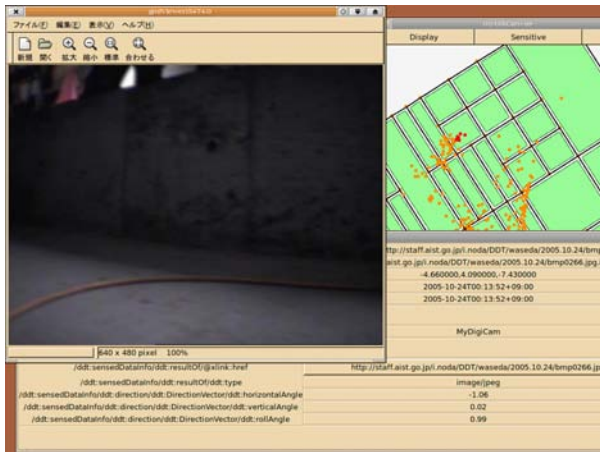 ファイル(F) 編集(E) 表示(V) ヘルプ(H)
新規 開く 拡大 縮小 標準 合わせる
640 x 480 pixel 100%
Display Sensitive
http://staff.aist.go.jp/i.noda/DDT/waseda/2005.10.24/bmp0266.jpg
aist.go.jp/i.noda/DDT/waseda/2005.10.24/bmp0266.jpg
-4.660000,4.090000,-7.430000
2005-10-24T00:13:52+09:00
2005-10-24T00:13:52+09:00
MyDigiCam
/ddt:sensedDataInfo/ddt:resultOf/@xlink:href http://staff.aist.go.jp/i.noda/DDT/waseda/2005.10.24/bmp0266.jp
/ddt:sensedDataInfo/ddt:resultOf/ddt:type image/jpeg
/ddt:sensedDataInfo/ddt:direction/ddt:DirectionVector/ddt:horizontalAngle -1.06
/ddt:sensedDataInfo/ddt:direction/ddt:DirectionVector/ddt:verticalAngle 0.02
/ddt:sensedDataInfo/ddt:direction/ddt:DirectionVector/ddt:rollAngle 0.99